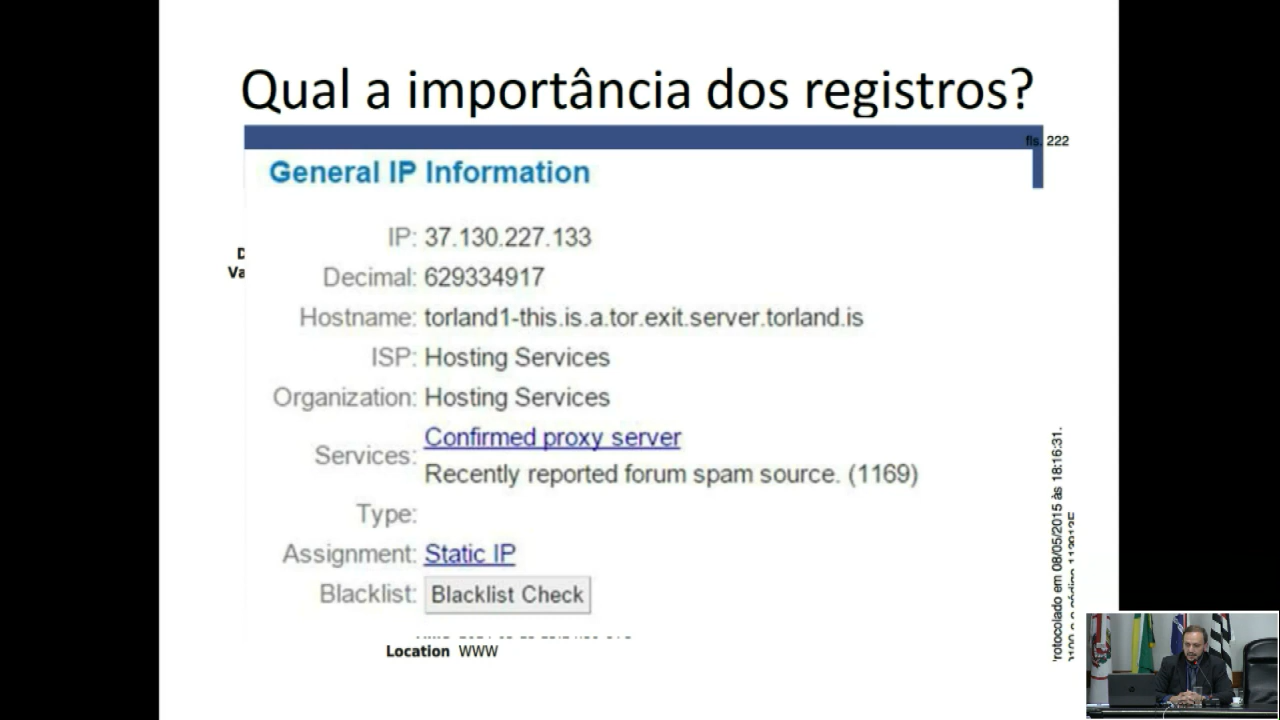 Qual a importância dos registros?
fls. 222
General IP Information
IP: 37.130.227.133
Decimal: 629334917
Hostname: torland1-this.is.a.tor.exit.server.torland.is
ISP: Hosting Services
Organization: Hosting Services
Services: Confirmed proxy server
Recently reported forum spam source. (1169)
Type:
Assignment: Static IP
Blacklist: Blacklist Check
Location WWW
rotocolado em 08/05/2015 às 18:16:31.